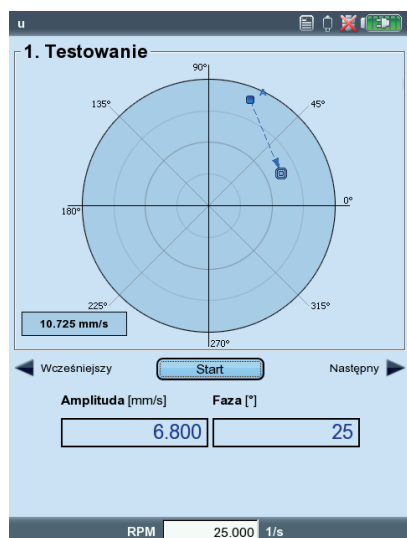 u
1. Testowanie
90°
135°
A
45°
180°
0°
225°
315°
10.725 mm/s
270°
Wcześniejszy
Start
Następny
Amplituda [mm/s] Faza [°]
6.800 25
RPM 25.000 1/s